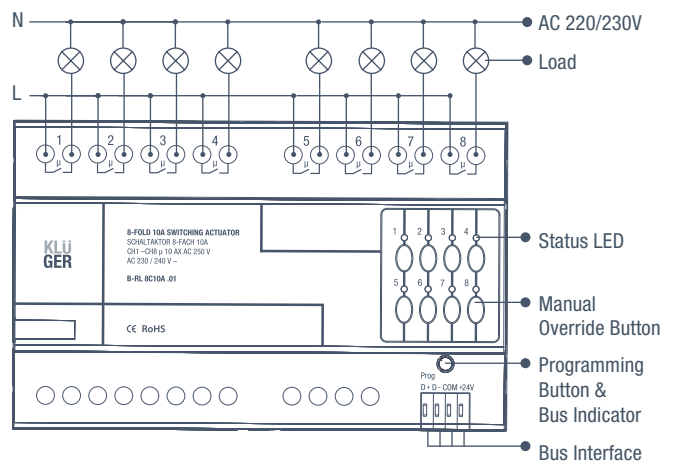 N
AC 220/230V
Load
L
1 2 3 4 5 6 7 8
µ µ µ µ µ µ µ µ
KLÜ
GER
8-FOLD 10A SWITCHING ACTUATOR
SCHALTAKTOR 8-FACH 10A
CH1 –CH8 µ 10 AX AC 250 V
AC 230 / 240 V ~
B-RL 8C10A .01
CE RoHS
1 2 3 4
5 6 7 8
Status LED
Manual
Override Button
Programming
Button &
Bus Indicator
Prog
D + D - COM +24V
Bus Interface